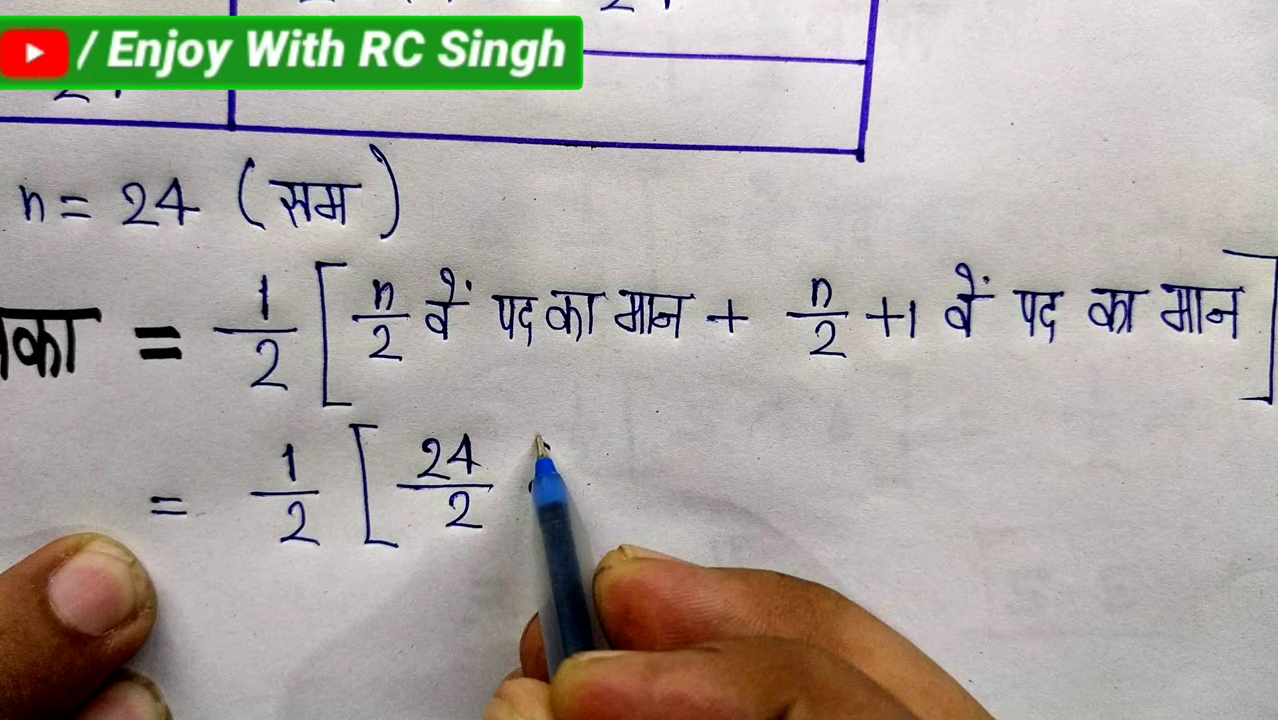 / Enjoy With RC Singh
n = 24 (सम)
= 1/2 [ n/2 वें पद का मान + n/2 +1 वें पद का मान ]
= 1/2 [ 24/2